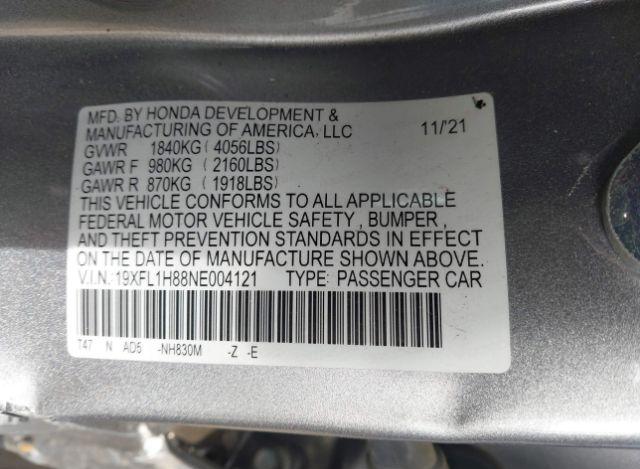 MFD. BY HONDA DEVELOPMENT &
MANUFACTURING OF AMERICA, LLC 11/'21
GVWR 1840KG (4056LBS)
GAWR F 980KG (2160LBS)
GAWR R 870KG (1918LBS)
THIS VEHICLE CONFORMS TO ALL APPLICABLE
FEDERAL MOTOR VEHICLE SAFETY, BUMPER,
AND THEFT PREVENTION STANDARDS IN EFFECT
ON THE DATE OF MANUFACTURE SHOWN ABOVE.
V.I.N.:19XFL1H88NE004121 TYPE: PASSENGER CAR
T47 N AD5 -NH830M -Z -E